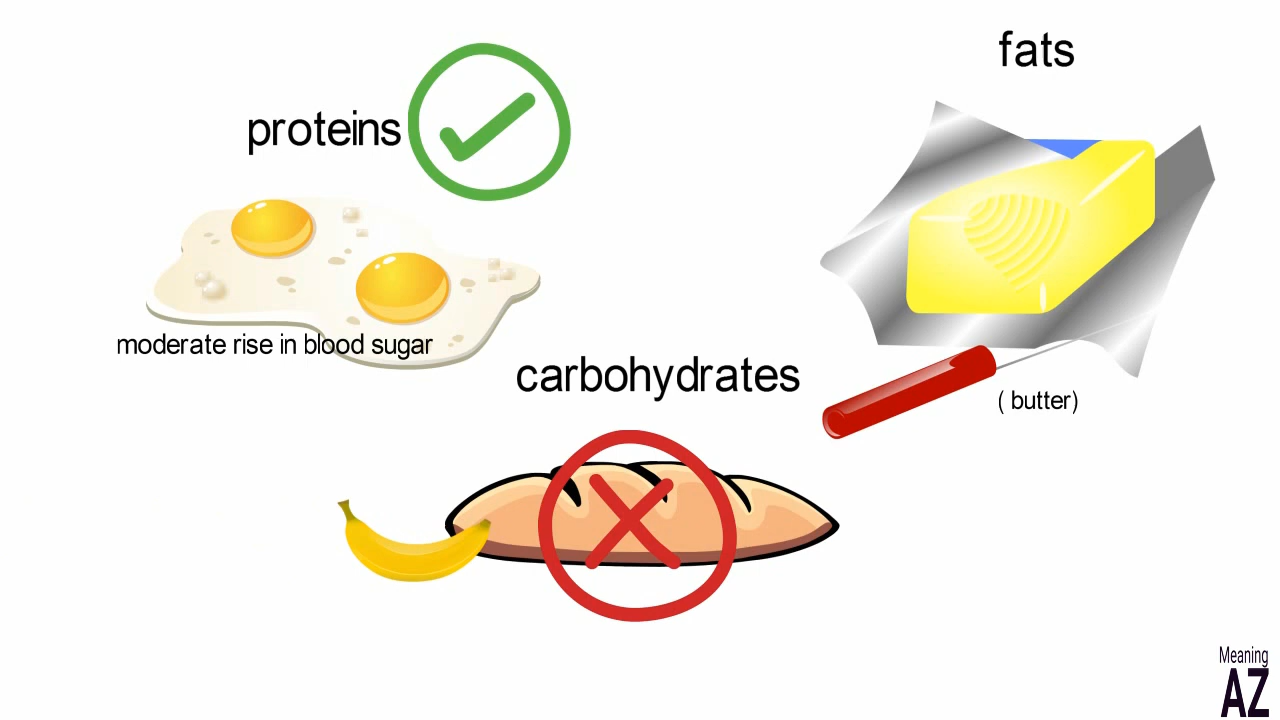 fats
proteins
moderate rise in blood sugar
carbohydrates
( butter)
Meaning
AZ